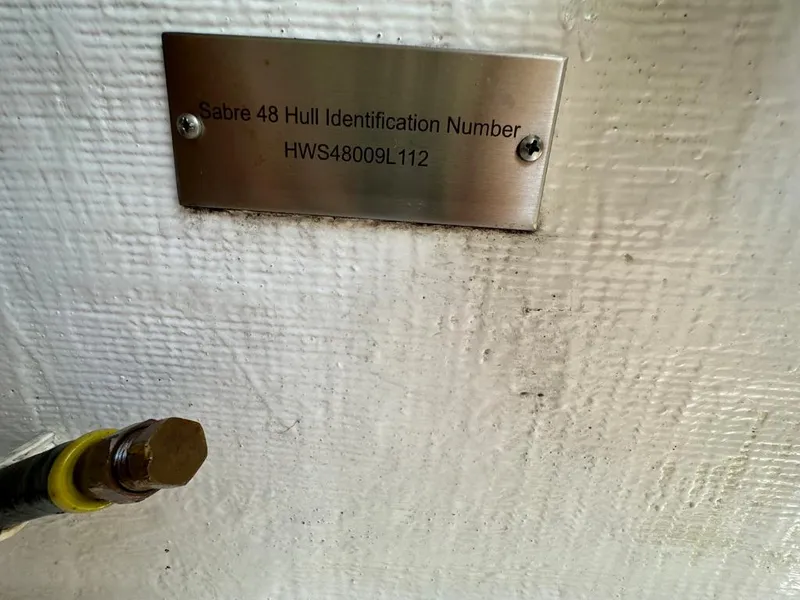 Sabre 48 Hull Identification Number
HWS48009L112